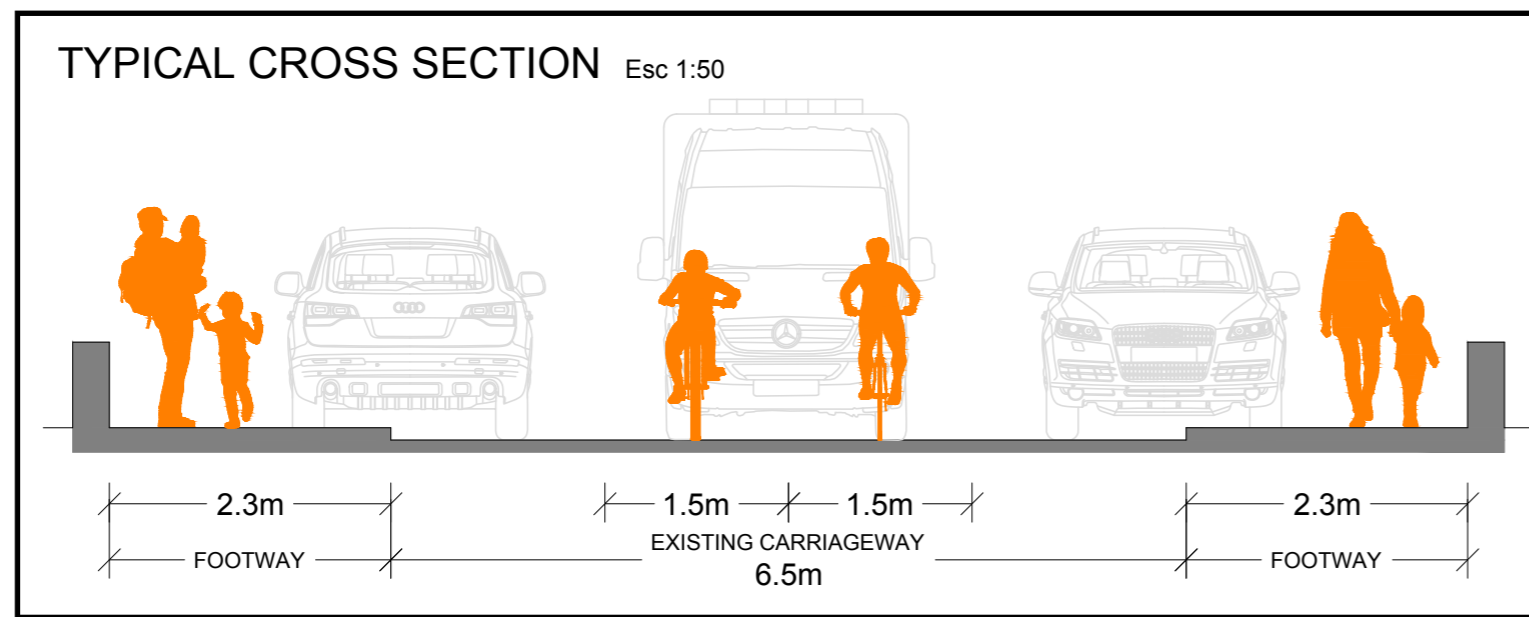 TYPICAL CROSS SECTION Esc 1:50
2.3m 1.5m 1.5m 2.3m
EXISTING CARRIAGEWAY
FOOTWAY 6.5m FOOTWAY